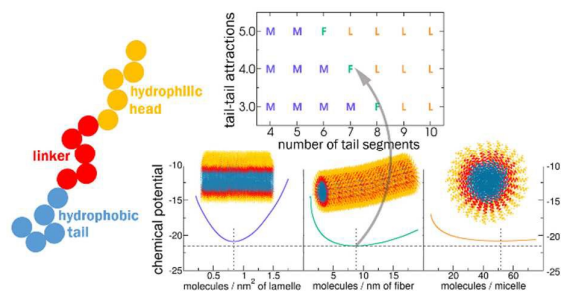 hydrophilic
head
linker
hydrophobic
tail
tail-tail attractions
5.0 M M F L L L L
4.0 M M M F L L L
3.0 M M M M F L L
4 5 6 7 8 9 10
number of tail segments
chemical potential
-10
-15
-20
-25
0.5 1.0 1.5
molecules / nm² of lamelle
0 10
molecules / nm of fiber
20 40 60
molecules / micelle
-10
-15
-20
-25